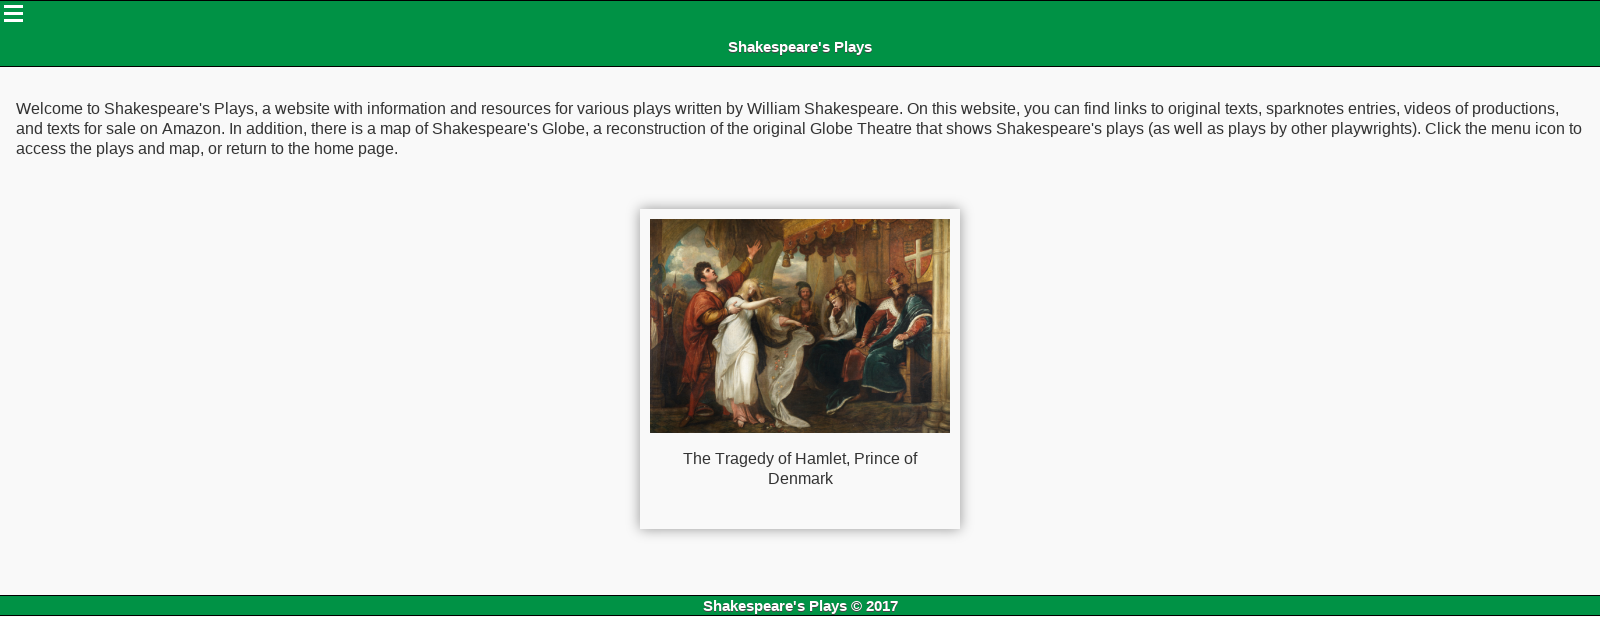 Shakespeare's Plays
Welcome to Shakespeare's Plays, a website with information and resources for various plays written by William Shakespeare. On this website, you can find links to original texts, sparknotes entries, videos of productions,
and texts for sale on Amazon. In addition, there is a map of Shakespeare's Globe, a reconstruction of the original Globe Theatre that shows Shakespeare's plays (as well as plays by other playwrights). Click the menu icon to
access the plays and map, or return to the home page.
The Tragedy of Hamlet, Prince of
Denmark
Shakespeare's Plays © 2017